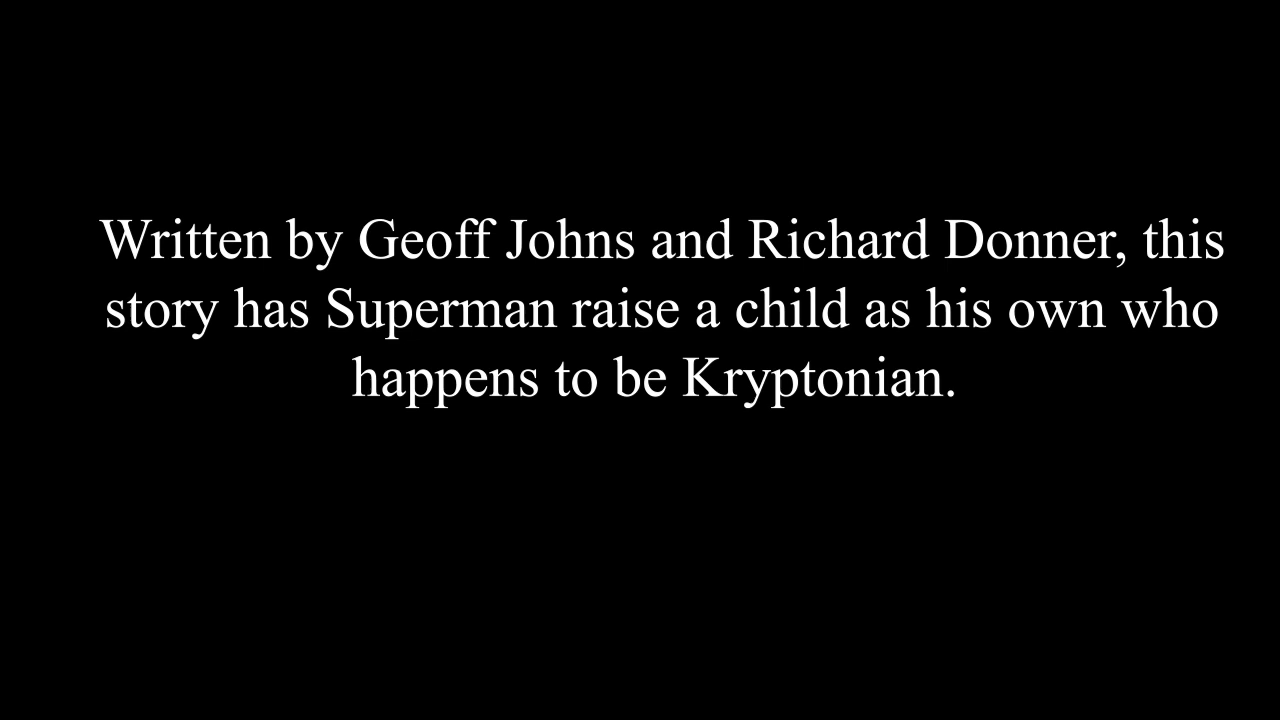 Written by Geoff Johns and Richard Donner, this
story has Superman raise a child as his own who
happens to be Kryptonian.